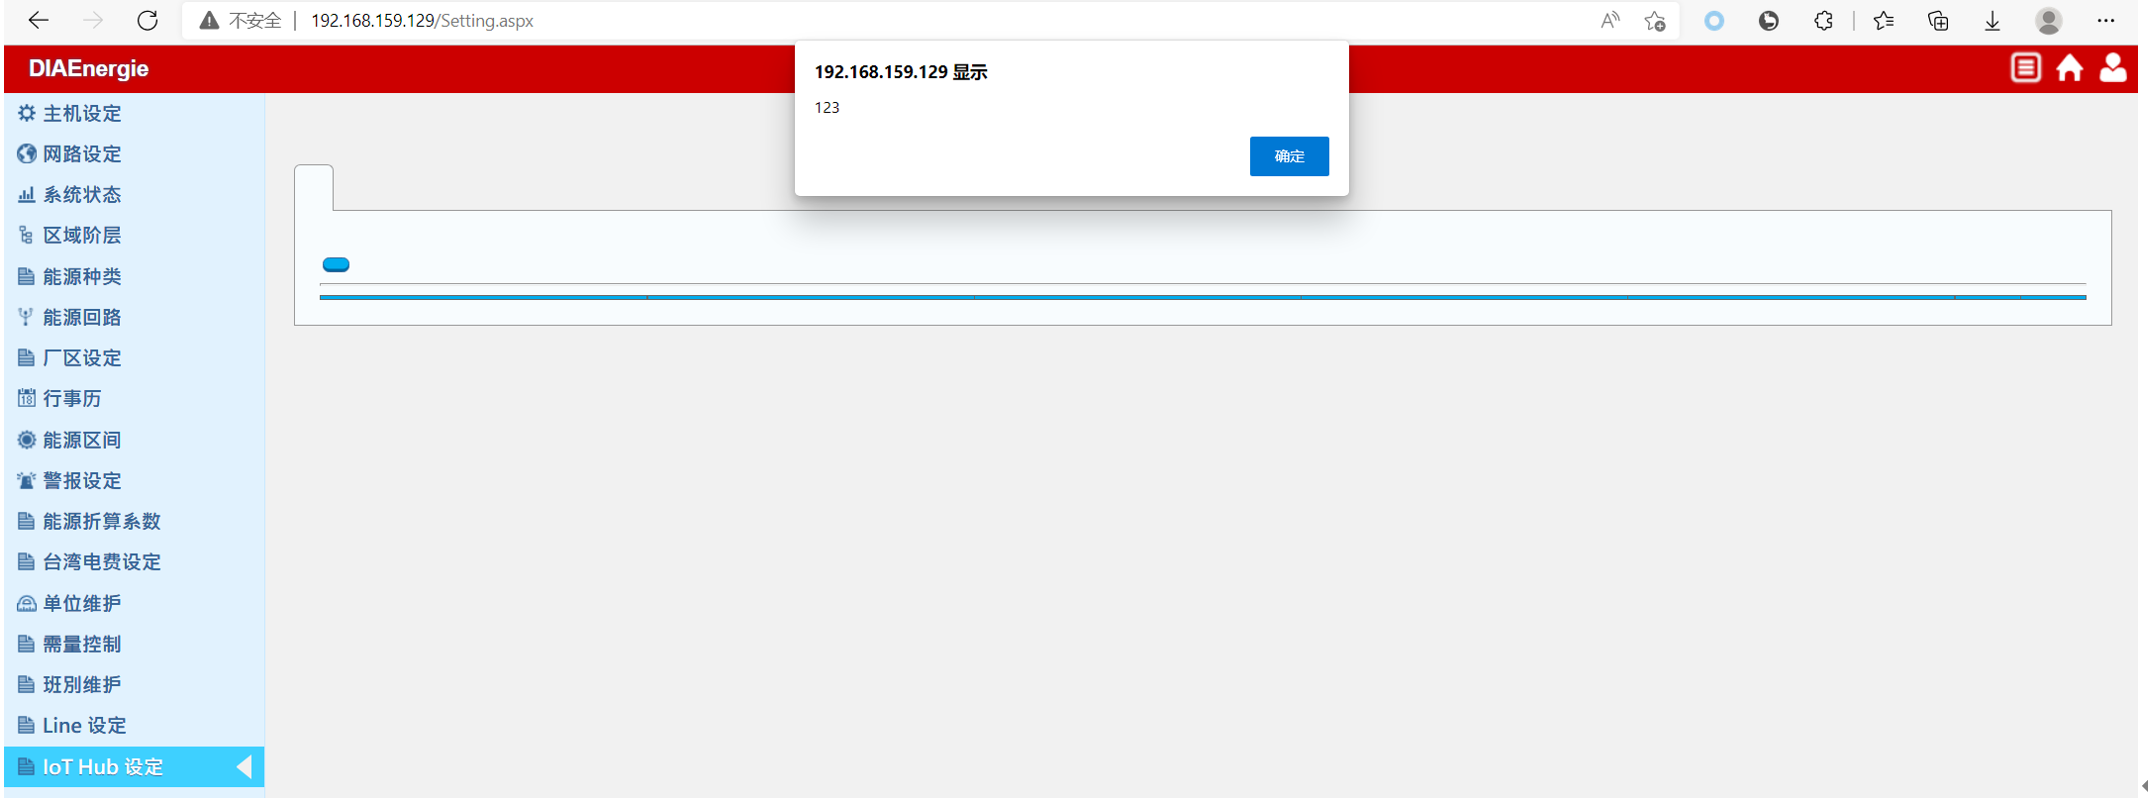 不安全 | 192.168.159.129/Setting.aspx
DIAEnergie
192.168.159.129 显示
123
确定
主机设定
网路设定
系统状态
区域阶层
能源种类
能源回路
厂区设定
18 行事历
能源区间
警报设定
能源折算系数
台湾电费设定
单位维护
需量控制
班別维护
Line 设定
IoT Hub 设定